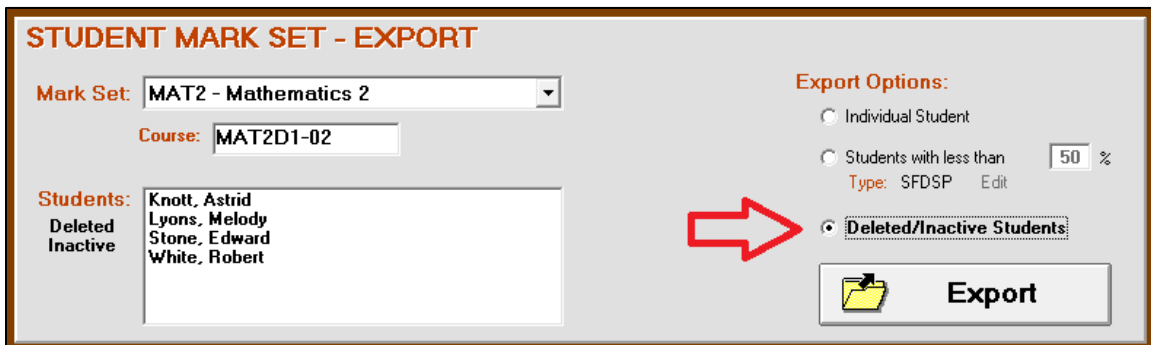 STUDENT MARK SET - EXPORT
Mark Set: MAT2 - Mathematics 2
Course: MAT2D1-02
Students:
Deleted
Inactive
Knott, Astrid
Lyons, Melody
Stone, Edward
White, Robert
Export Options:
Individual Student
Students with less than 50 %
Type: SFDSP Edit
Deleted/Inactive Students
Export